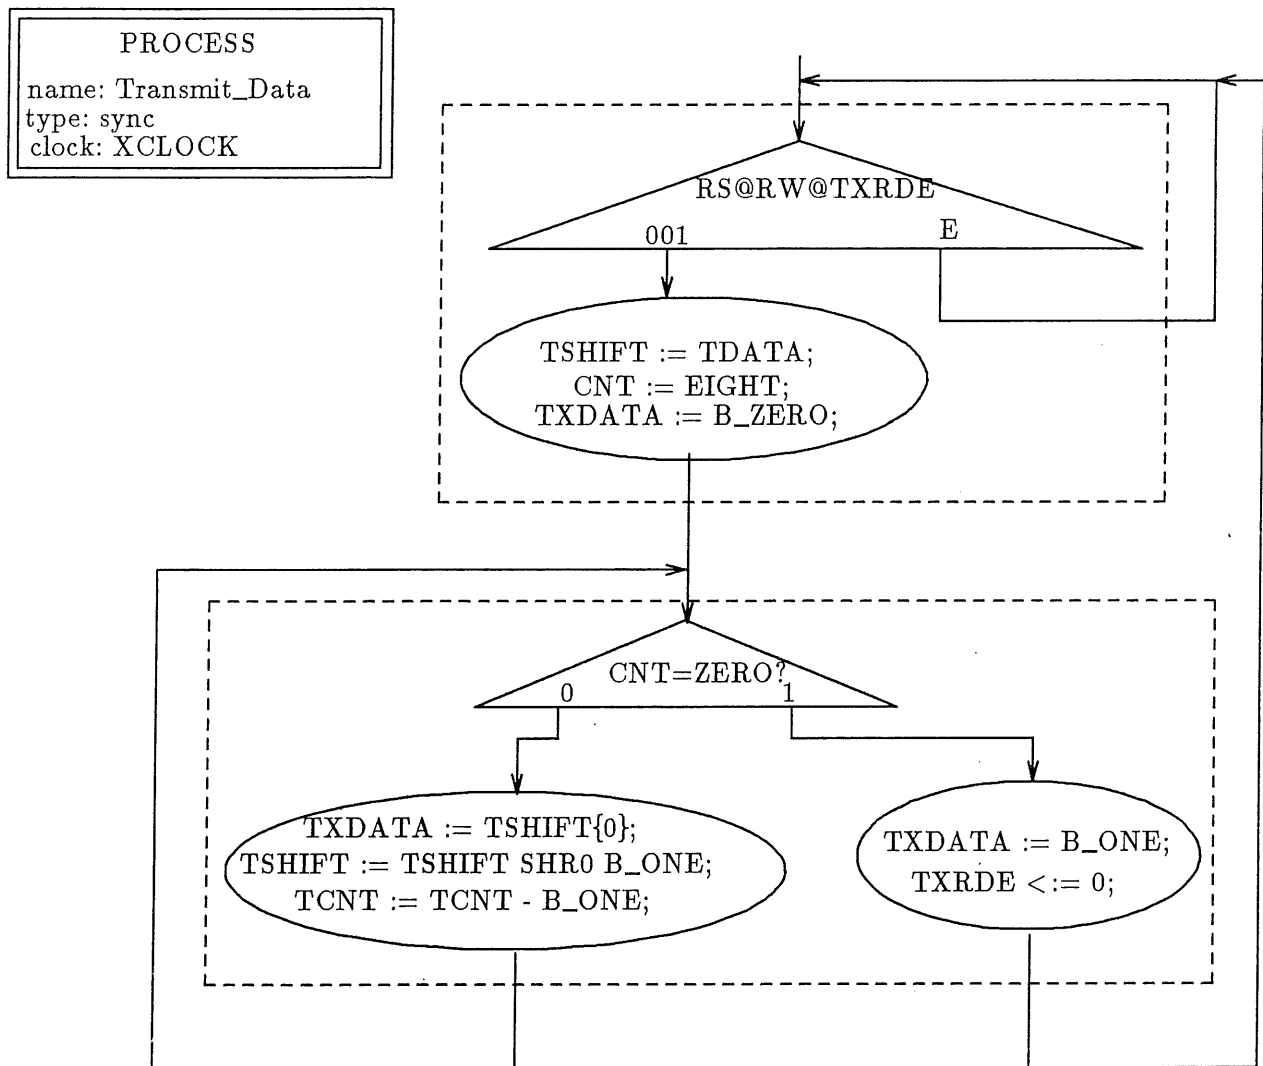 PROCESS
name: Transmit_Data
type: sync
clock: XCLOCK
RS@RW@TXRDE
001
E
TSHIFT := TDATA;
CNT := EIGHT;
TXDATA := B_ZERO;
CNT=ZERO?
0
1
TXDATA := TSHIFT{0};
TSHIFT := TSHIFT SHR0 B_ONE;
TCNT := TCNT - B_ONE;
TXDATA := B_ONE;
TXRDE <:= 0;